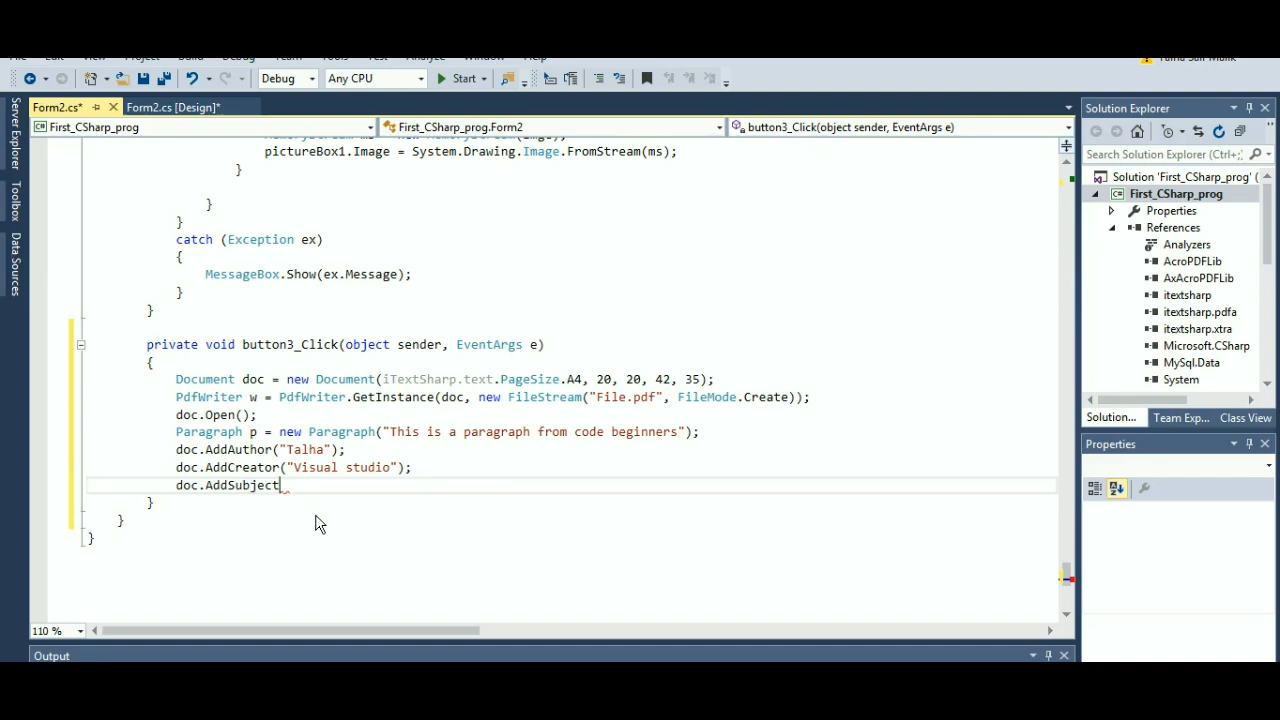 Debug
Any CPU
Start
Form2.cs*
Form2.cs [Design]*
First_CSharp_prog
First_CSharp_prog.Form2
button3_Click(object sender, EventArgs e)
pictureBox1.Image = System.Drawing.Image.FromStream(ms);
}
}
}
catch (Exception ex)
{
MessageBox.Show(ex.Message);
}
}
private void button3_Click(object sender, EventArgs e)
{
Document doc = new Document(iTextSharp.text.PageSize.A4, 20, 20, 42, 35);
PdfWriter w = PdfWriter.GetInstance(doc, new FileStream("File.pdf", FileMode.Create));
doc.Open();
Paragraph p = new Paragraph("This is a paragraph from code beginners");
doc.AddAuthor("Talha");
doc.AddCreator("Visual studio");
doc.AddSubject
}
}
}
110 %
Output
Server Explorer
Toolbox
Data Sources
Solution Explorer
Search Solution Explorer (Ctrl+;)
Solution 'First_CSharp_prog' (
First_CSharp_prog
Properties
References
Analyzers
AcroPDFLib
AxAcroPDFLib
itextsharp
itextsharp.pdfa
itextsharp.xtra
Microsoft.CSharp
MySql.Data
System
Solution...
Team Exp...
Class View
Properties